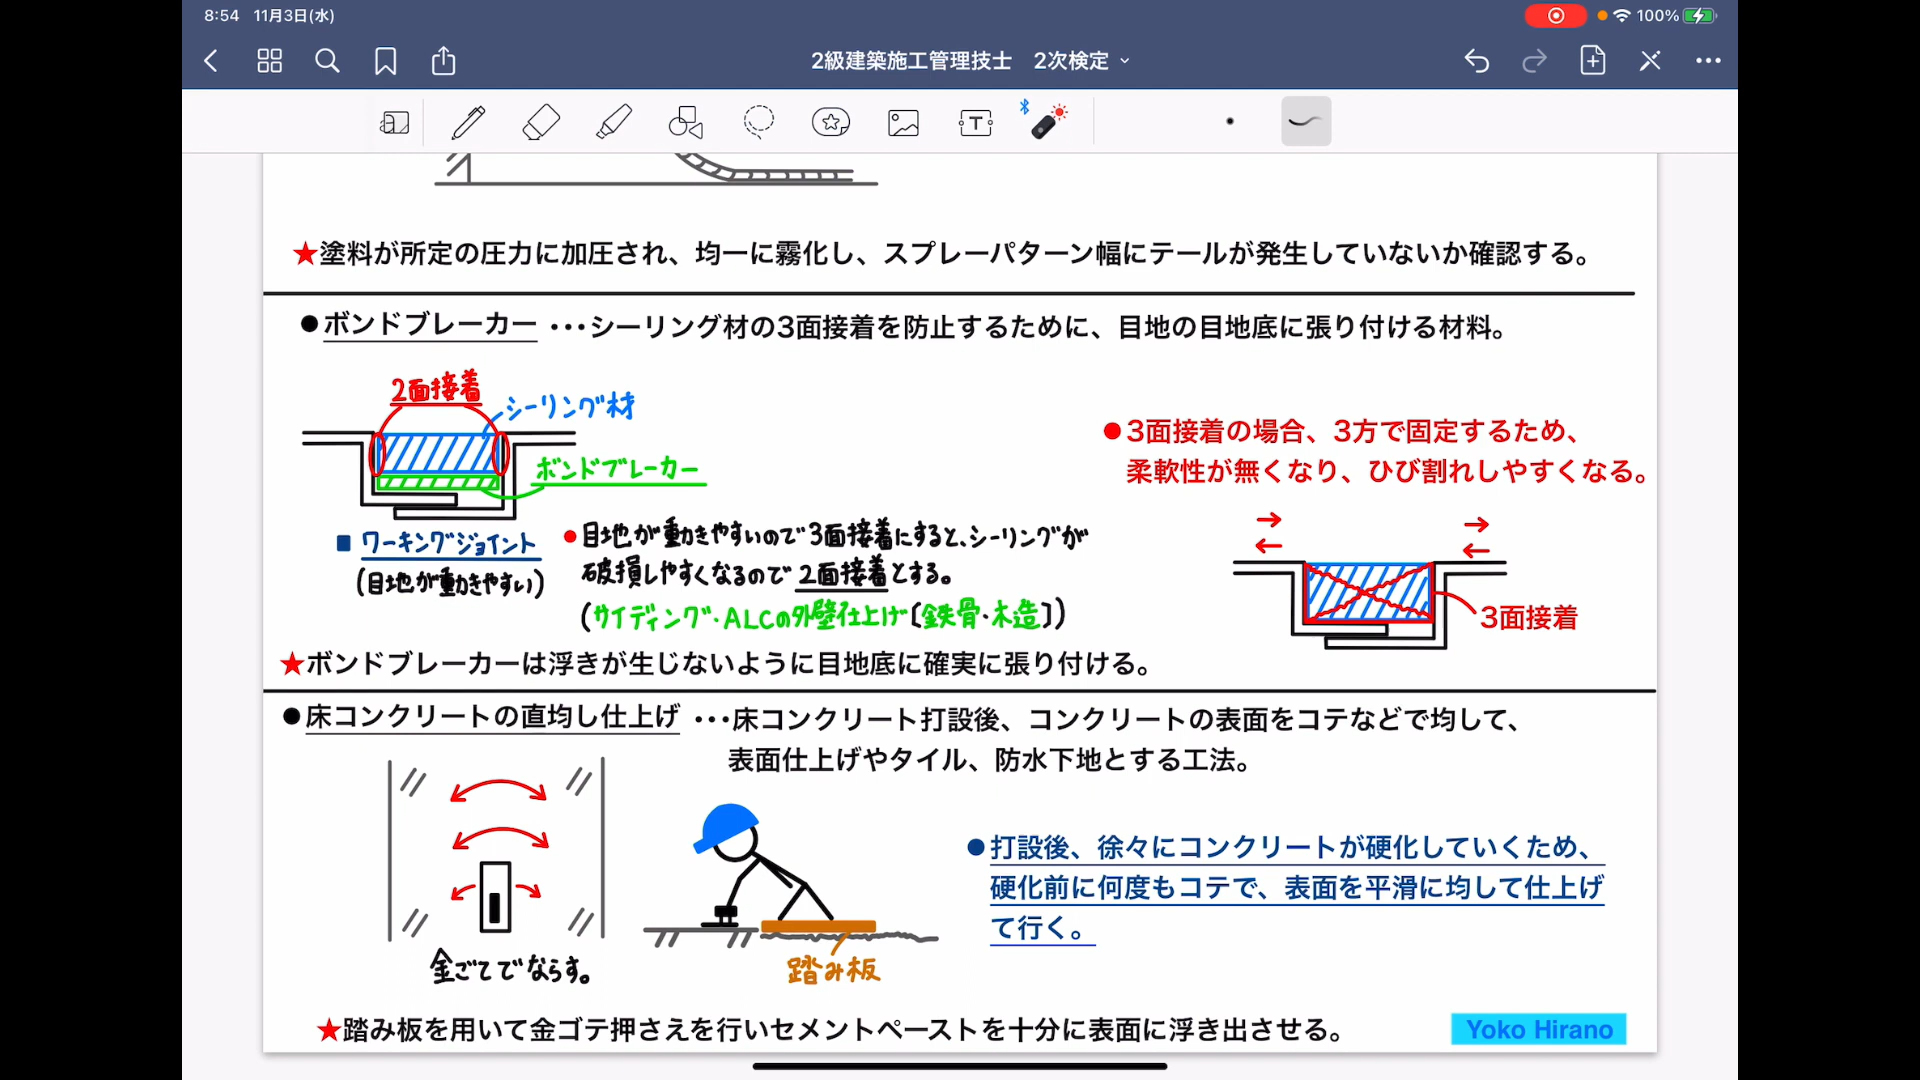 8:54 11月3日(水)
100%
2級建築施工管理技士 2次検定
★塗料が所定の圧力に加圧され、均一に霧化し、スプレーパターン幅にテールが発生していないか確認する。
●ボンドブレーカー ・・・シーリング材の3面接着を防止するために、目地の目地底に張り付ける材料。
2面接着
シーリング材
ボンドブレーカー
●3面接着の場合、3方で固定するため、
柔軟性が無くなり、ひび割れしやすくなる。
■ワーキングジョイント
(目地が動きやすい)
●目地が動きやすいので3面接着にすると、シーリングが
破損しやすくなるので2面接着とする。
(サイディング・ALCの外壁仕上げ[鉄骨・木造])
3面接着
★ボンドブレーカーは浮きが生じないように目地底に確実に張り付ける。
●床コンクリートの直均し仕上げ ・・・床コンクリート打設後、コンクリートの表面をコテなどで均して、
表面仕上げやタイル、防水下地とする工法。
金ごてでならす。
踏み板
●打設後、徐々にコンクリートが硬化していくため、
硬化前に何度もコテで、表面を平滑に均して仕上げ
て行く。
★踏み板を用いて金ゴテ押さえを行いセメントペーストを十分に表面に浮き出させる。
Yoko Hirano